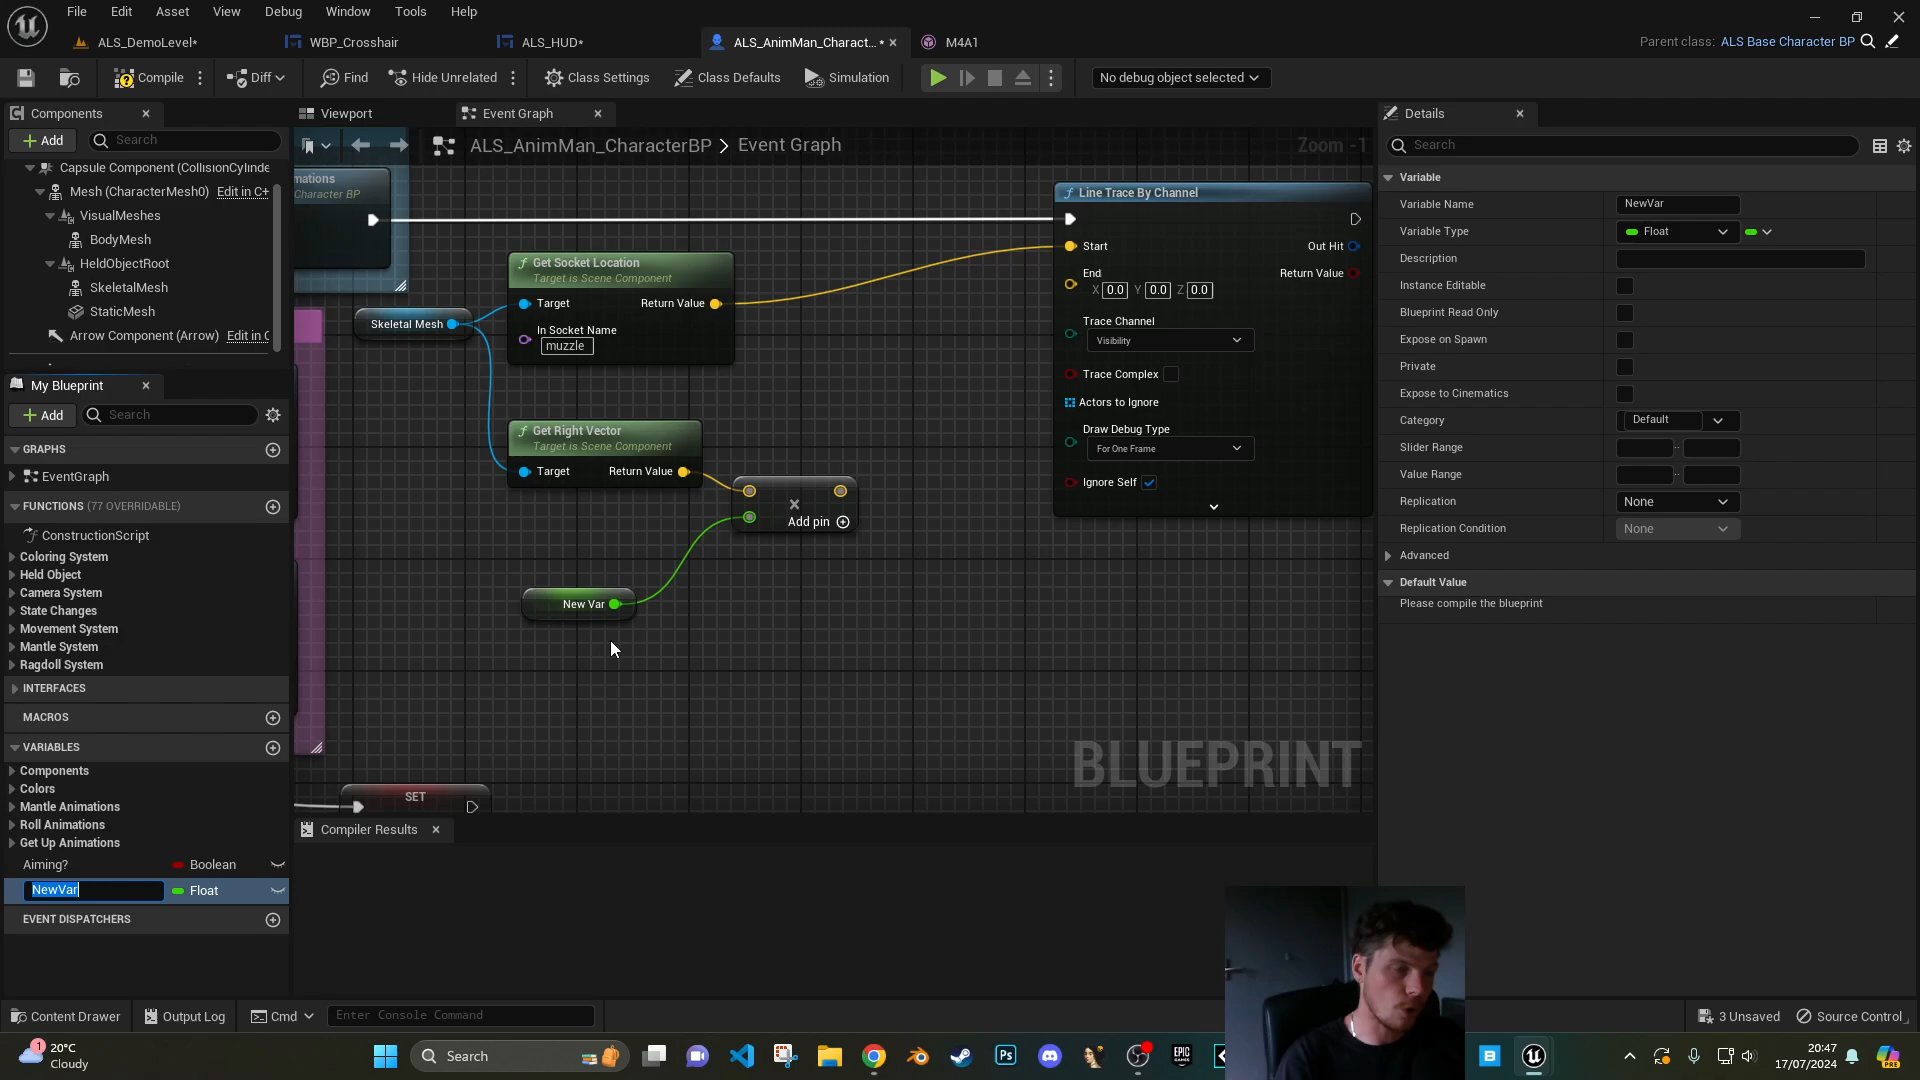 File Edit Asset View Debug Window Tools Help
ALS_DemoLevel* WBP_Crosshair ALS_HUD* ALS_AnimMan_Charact... * M4A1
Parent class: ALS Base Character BP
Compile Diff Find Hide Unrelated Class Settings Class Defaults Simulation No debug object selected
Components
Add Search
Capsule Component (CollisionCylinde
Mesh (CharacterMesh0) Edit in C+
VisualMeshes
BodyMesh
HeldObjectRoot
SkeletalMesh
StaticMesh
Arrow Component (Arrow) Edit in C
My Blueprint
Add Search
GRAPHS
EventGraph
FUNCTIONS (77 OVERRIDABLE)
ConstructionScript
Coloring System
Held Object
Camera System
State Changes
Movement System
Mantle System
Ragdoll System
INTERFACES
MACROS
VARIABLES
Components
Colors
Mantle Animations
Roll Animations
Get Up Animations
Aiming? Boolean
NewVar Float
EVENT DISPATCHERS
Viewport Event Graph
ALS_AnimMan_CharacterBP > Event Graph
Zoom -1
mations
Character BP
Get Socket Location
Target is Scene Component
Target Return Value
In Socket Name
muzzle
Skeletal Mesh
Get Right Vector
Target is Scene Component
Target Return Value
Add pin
New Var
SET
Line Trace By Channel
Start Out Hit
End Return Value
X 0.0 Y 0.0 Z 0.0
Trace Channel
Visibility
Trace Complex
Actors to Ignore
Draw Debug Type
For One Frame
Ignore Self
BLUEPRINT
Compiler Results
Details
Search
Variable
Variable Name NewVar
Variable Type Float
Description
Instance Editable
Blueprint Read Only
Expose on Spawn
Private
Expose to Cinematics
Category Default
Slider Range
Value Range
Replication None
Replication Condition None
Advanced
Default Value
Please compile the blueprint
Content Drawer Output Log Cmd Enter Console Command 3 Unsaved Source Control
1 20°C
Cloudy
Search
Ps
EPIC
GAMES
B
PRE
20:47
17/07/2024